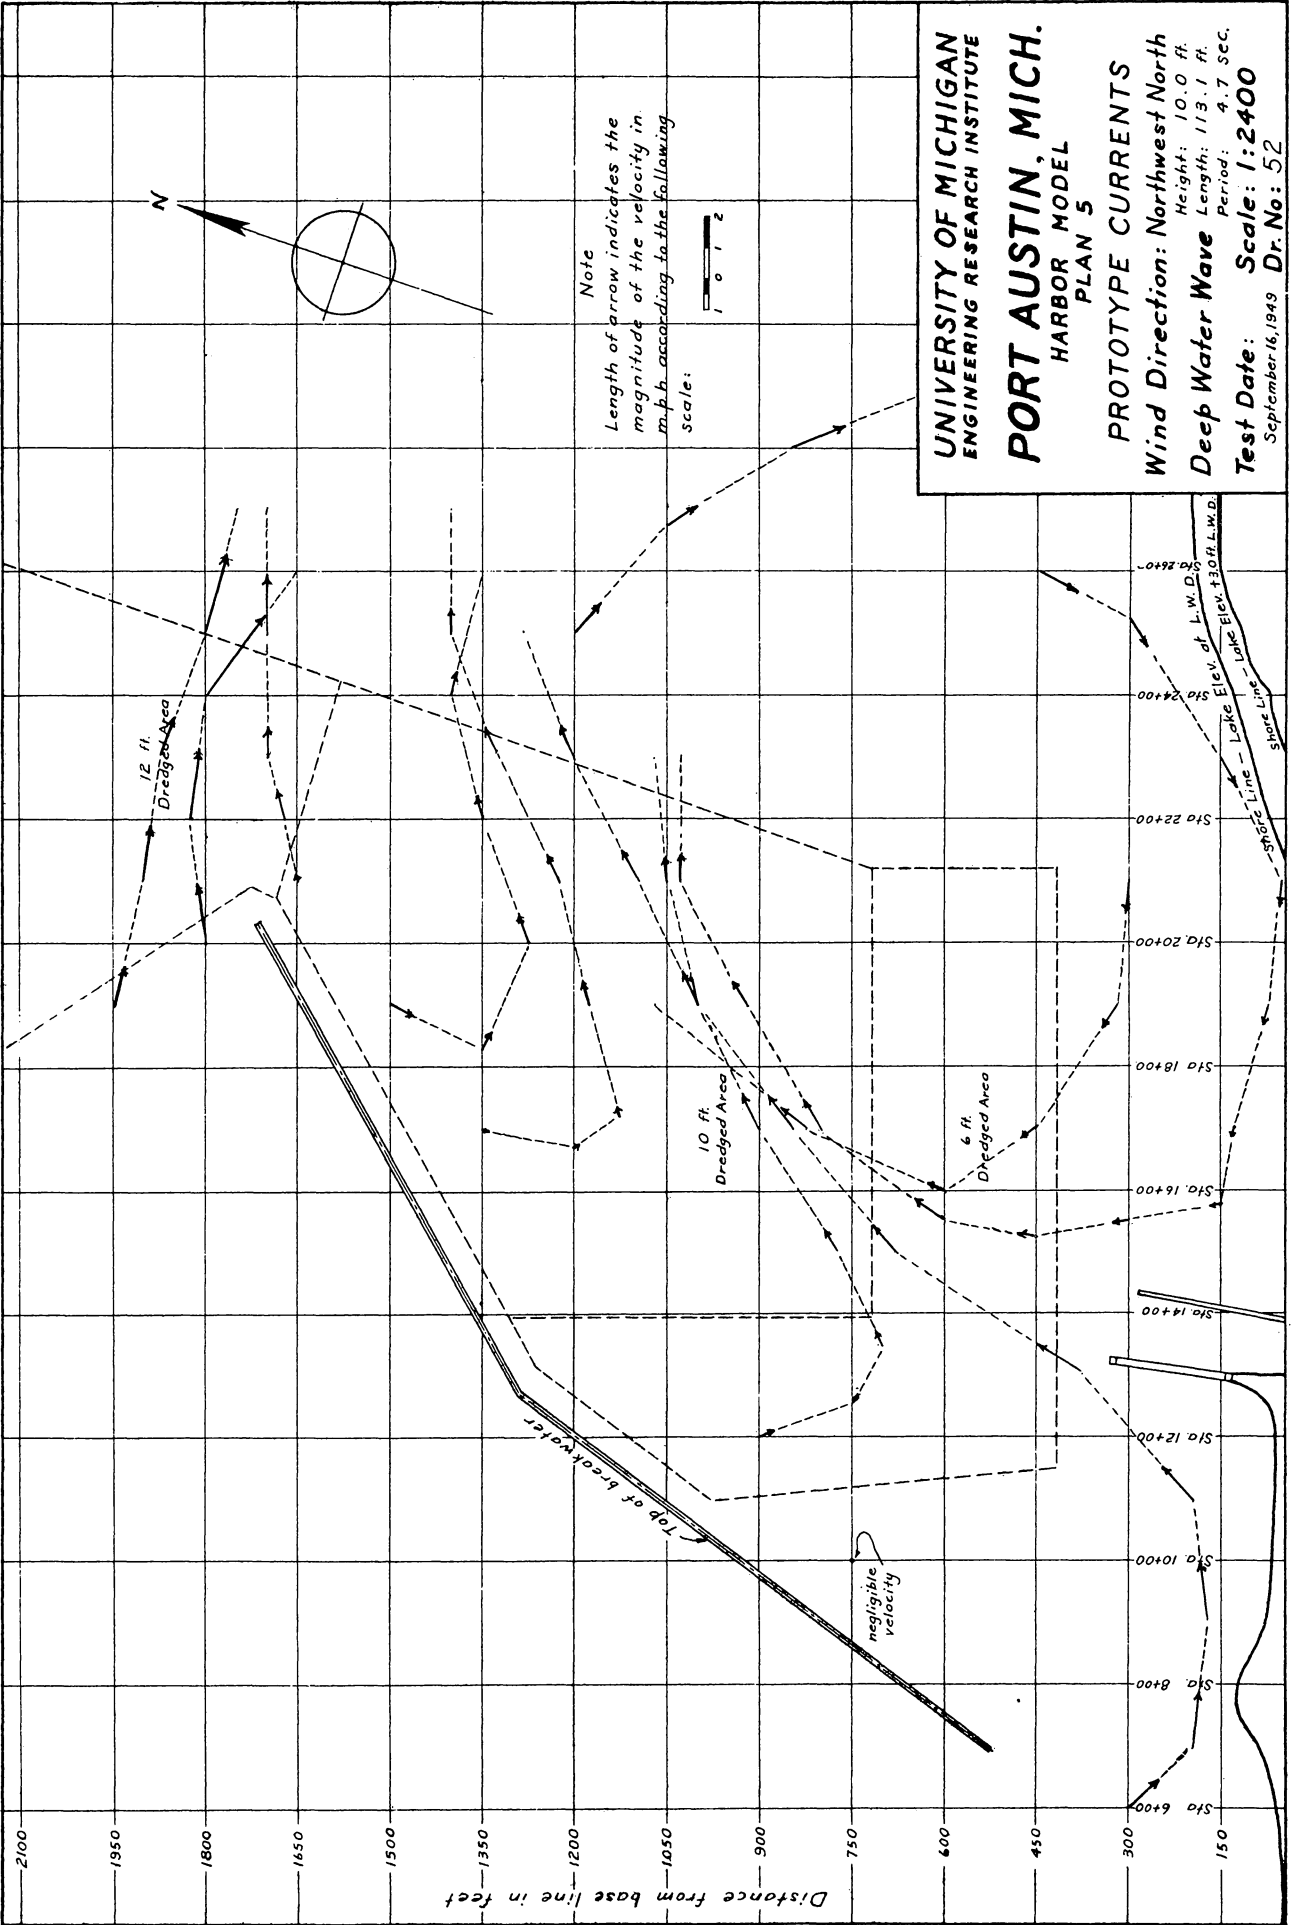 UNIVERSITY OF MICHIGAN
ENGINEERING RESEARCH INSTITUTE
PORT AUSTIN, MICH.
HARBOR MODEL
PLAN 5
PROTOTYPE CURRENTS
Wind Direction: Northwest North
Deep Water Wave
Height: 10.0 ft.
Length: 113.1 ft.
Period: 4.7 sec.
Test Date:
September 16, 1949
Scale: 1:2400
Dr. No: 52
N
Note
Length of arrow indicates the
magnitude of the velocity in
m.p.h. according to the following
scale:
1 0 1 2
12 ft.
Dredged Area
10 ft.
Dredged Area
6 ft.
Dredged Area
Top of breakwater
negligible
velocity
Shore Line - Lake Elev. at L.W.D.
Shore Line - Lake Elev. +3.0 ft. L.W.D.
Sta 6+00
Sta. 8+00
Sta. 10+00
Sta. 12+00
Sta. 14+00
Sta. 16+00
Sta 18+00
Sta. 20+00
Sta 22+00
Sta. 24+00
Sta. 26+0
Distance from base line in feet
2100
1950
1800
1650
1500
1350
1200
1050
900
750
600
450
300
150